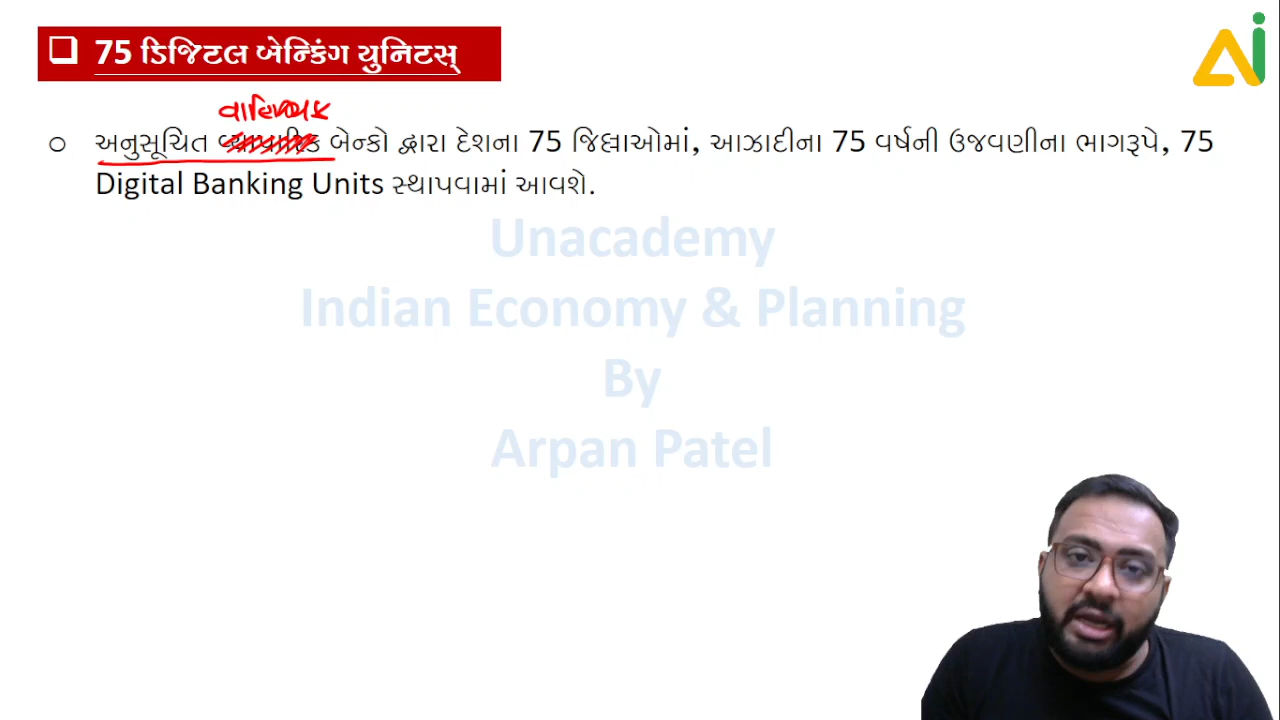 75 ડિજિટલ બેન્કિંગ યુનિટસ્
વાણિજ્યક
અનુસૂચિત વ્યાપારિક બેન્કો દ્વારા દેશના 75 જિલ્લાઓમાં, આઝાદીના 75 વર્ષની ઉજવણીના ભાગરૂપે, 75
Digital Banking Units સ્થાપવામાં આવશે.
Unacademy
Indian Economy & Planning
By
Arpan Patel